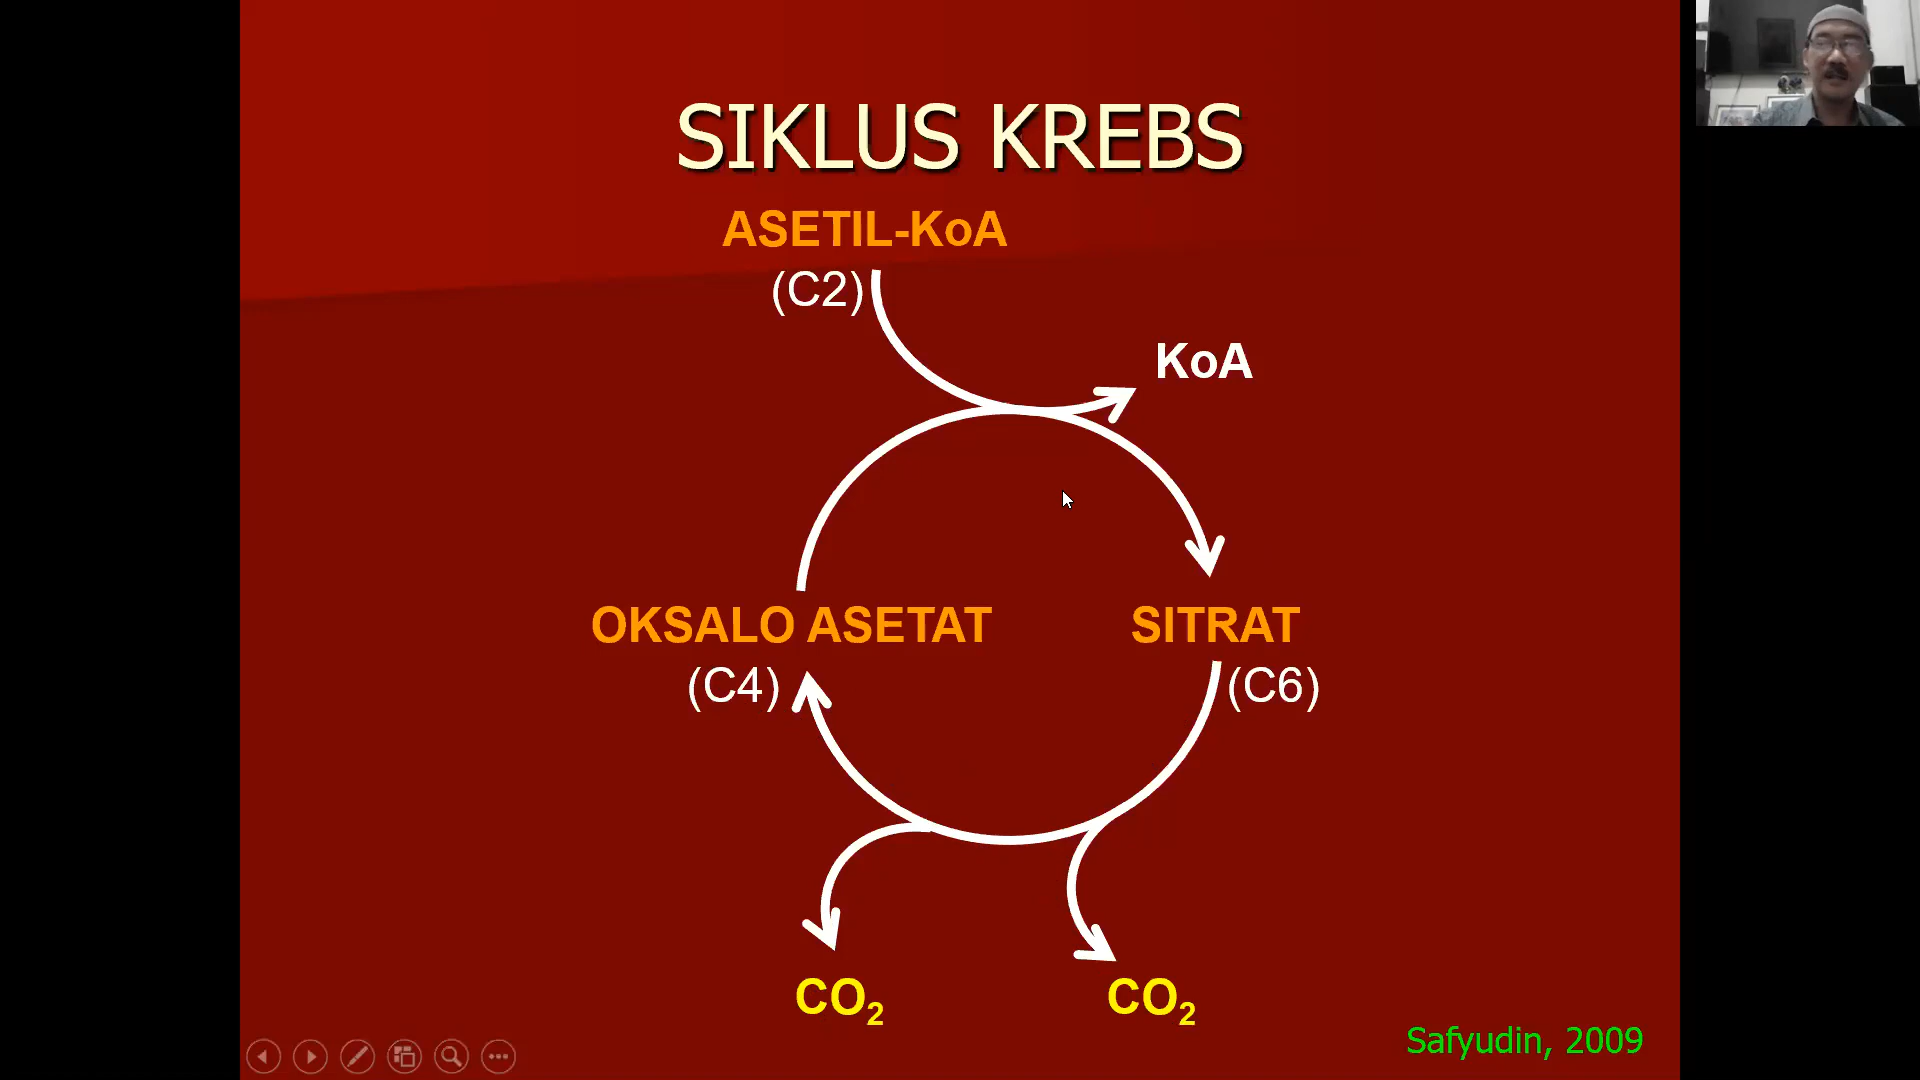 SIKLUS KREBS
ASETIL-KoA
(C2)
KoA
OKSALO ASETAT
SITRAT
(C4)
(C6)
CO₂
CO₂
Safyudin, 2009